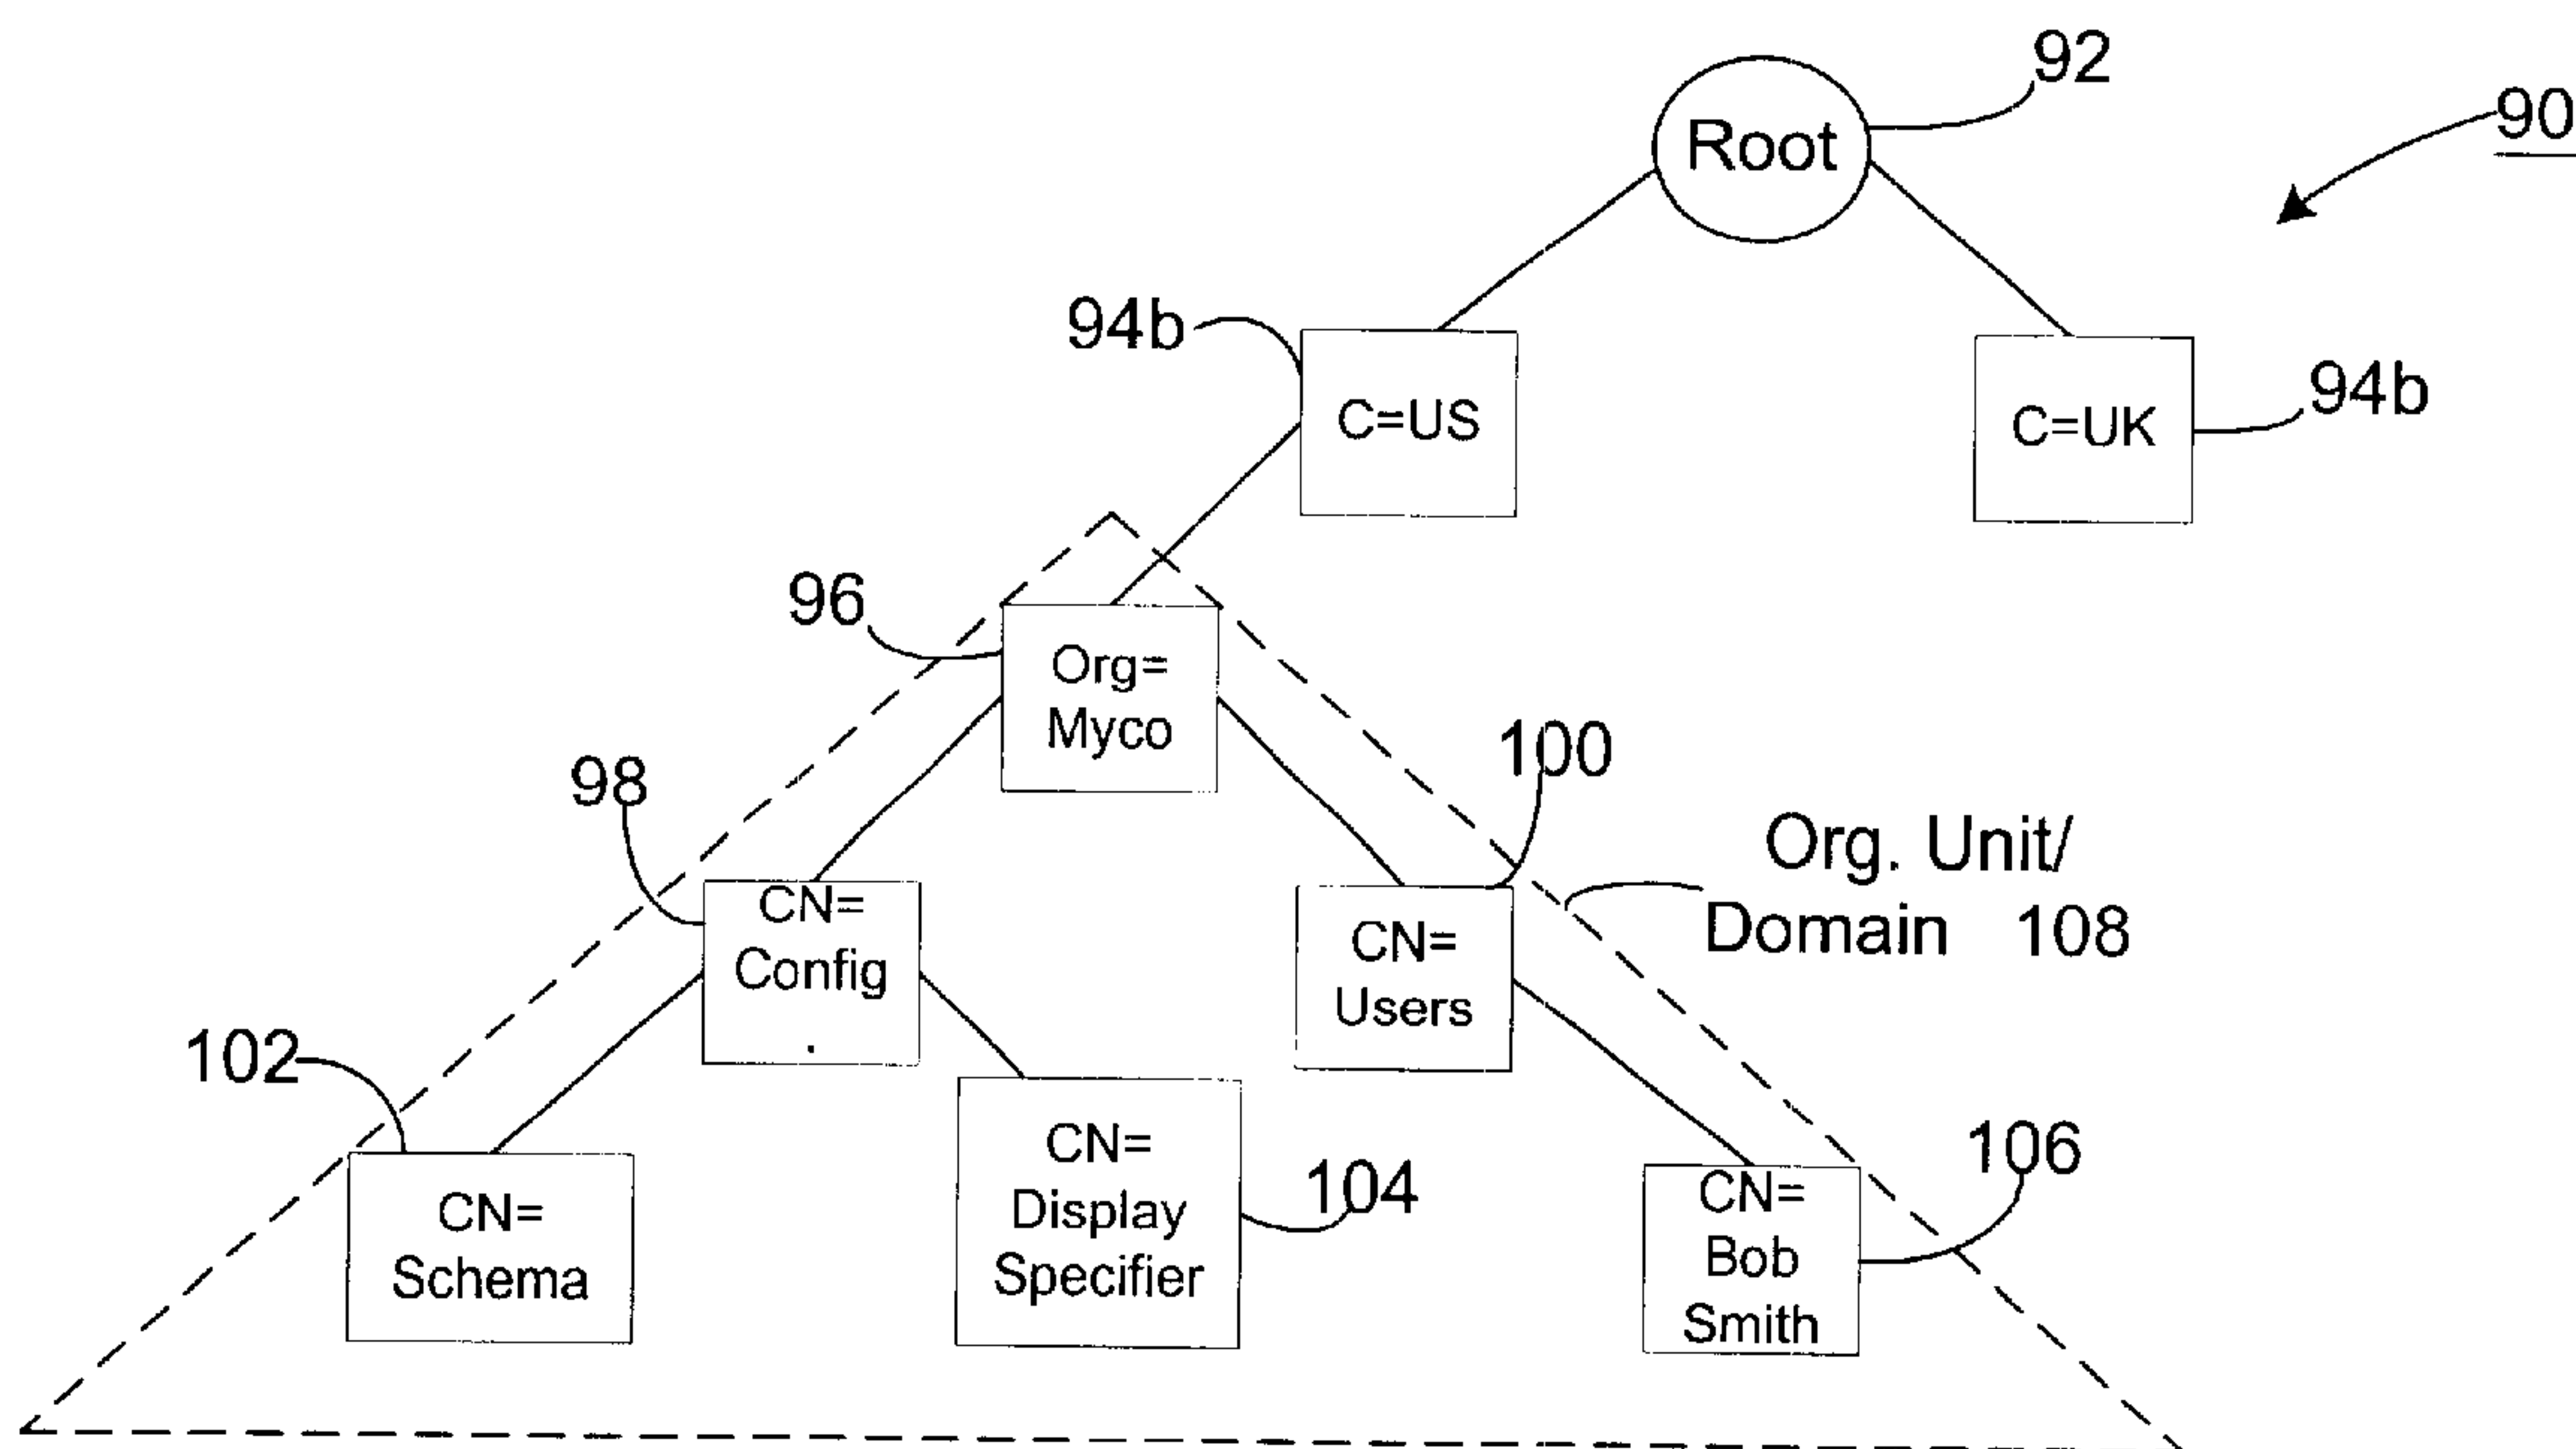 92
Root
90
94b
C=US
C=UK
94b
96
Org=
Myco
98
100
Org. Unit/
Domain 108
CN=
Config
.
CN=
Users
102
CN=
Schema
CN=
Display
Specifier
104
106
CN=
Bob
Smith